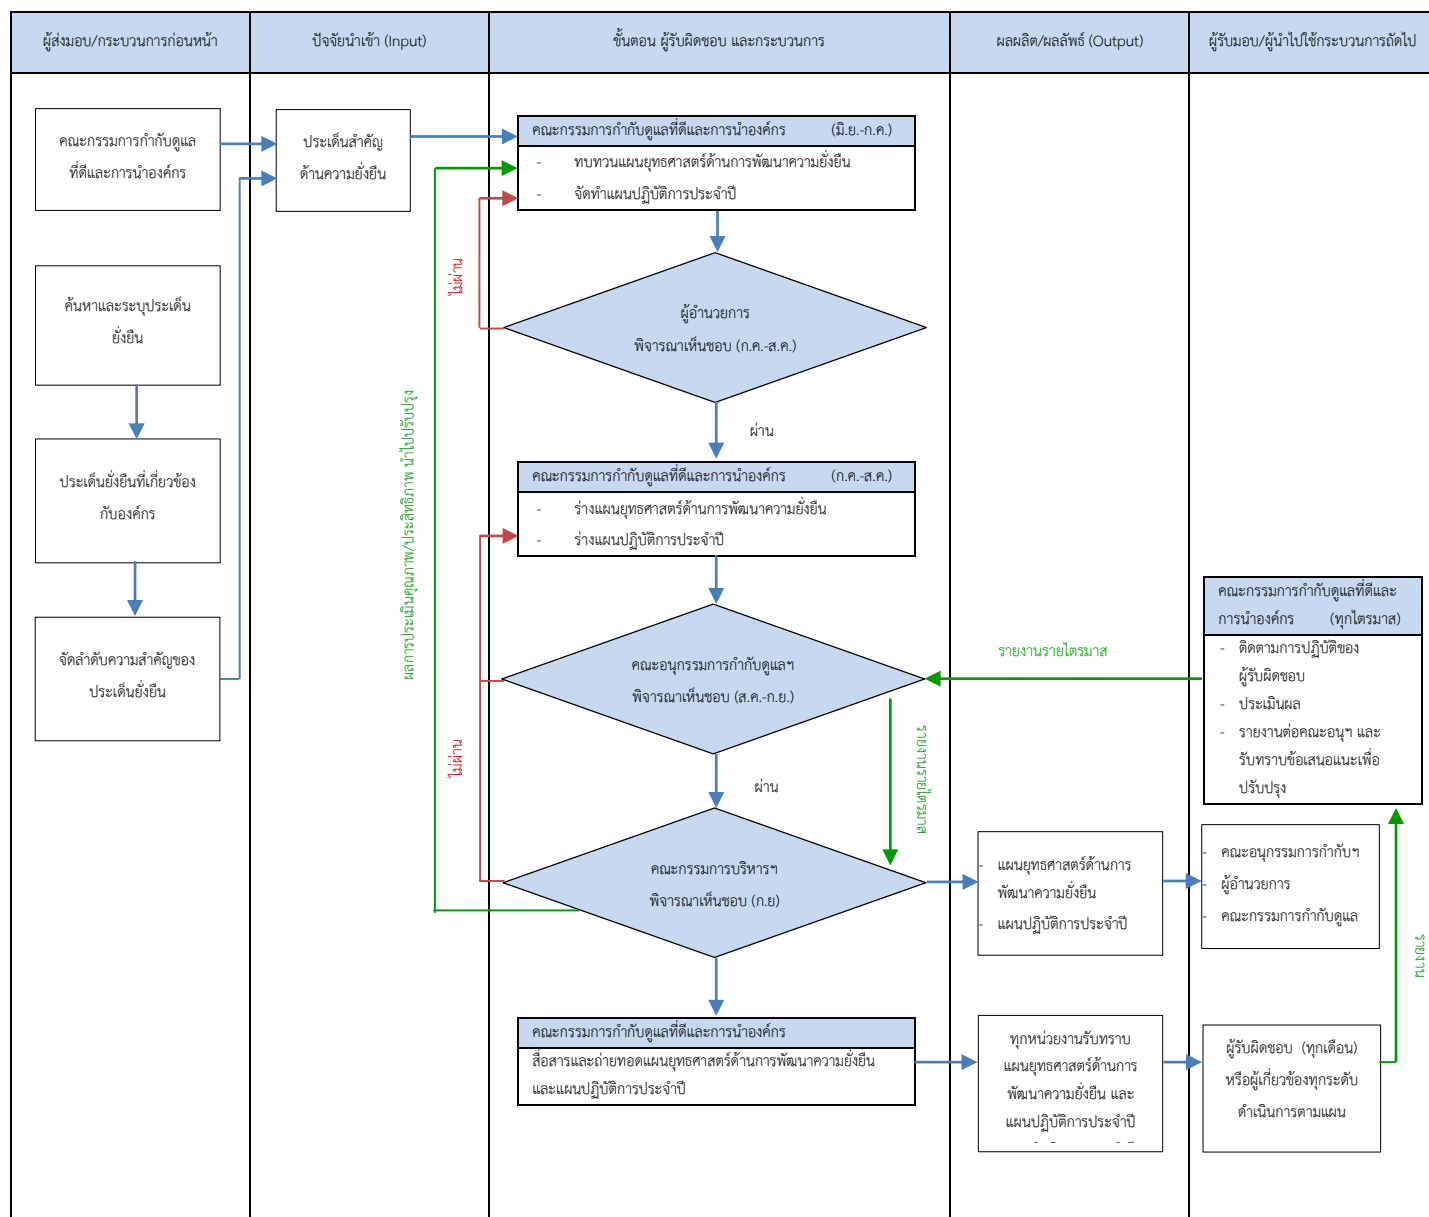 ผู้ส่งมอบ/กระบวนการก่อนหน้า
ปัจจัยนำเข้า (Input)
ขั้นตอน ผู้รับผิดชอบ และกระบวนการ
ผลผลิต/ผลลัพธ์ (Output)
ผู้รับมอบ/ผู้นำไปใช้กระบวนการถัดไป
คณะกรรมการกำกับดูแล
ที่ดีและการนำองค์กร
ค้นหาและระบุประเด็น
ยั่งยืน
ประเด็นยั่งยืนที่เกี่ยวข้อง
กับองค์กร
จัดลำดับความสำคัญของ
ประเด็นยั่งยืน
ประเด็นสำคัญ
ด้านความยั่งยืน
คณะกรรมการกำกับดูแลที่ดีและการนำองค์กร (มิ.ย.-ก.ค.)
- ทบทวนแผนยุทธศาสตร์ด้านการพัฒนาความยั่งยืน
- จัดทำแผนปฏิบัติการประจำปี
ไม่ผ่าน
ผู้อำนวยการ
พิจารณาเห็นชอบ (ก.ค.-ส.ค.)
ผ่าน
ผลการประเมินคุณภาพ/ประสิทธิภาพ นำไปปรับปรุง
คณะกรรมการกำกับดูแลที่ดีและการนำองค์กร (ก.ค.-ส.ค.)
- ร่างแผนยุทธศาสตร์ด้านการพัฒนาความยั่งยืน
- ร่างแผนปฏิบัติการประจำปี
คณะอนุกรรมการกำกับดูแลฯ
พิจารณาเห็นชอบ (ส.ค.-ก.ย.)
ไม่ผ่าน
ผ่าน
รายงานรายไตรมาส
รายงานรายไตรมาส
คณะกรรมการบริหารฯ
พิจารณาเห็นชอบ (ก.ย)
คณะกรรมการกำกับดูแลที่ดีและการนำองค์กร
สื่อสารและถ่ายทอดแผนยุทธศาสตร์ด้านการพัฒนาความยั่งยืน
และแผนปฏิบัติการประจำปี
- แผนยุทธศาสตร์ด้านการ
พัฒนาความยั่งยืน
- แผนปฏิบัติการประจำปี
ทุกหน่วยงานรับทราบ
แผนยุทธศาสตร์ด้านการ
พัฒนาความยั่งยืน และ
แผนปฏิบัติการประจำปี
คณะกรรมการกำกับดูแลที่ดีและ
การนำองค์กร (ทุกไตรมาส)
- ติดตามการปฏิบัติของ
ผู้รับผิดชอบ
- ประเมินผล
- รายงานต่อคณะอนุฯ และ
รับทราบข้อเสนอแนะเพื่อ
ปรับปรุง
- คณะอนุกรรมการกำกับฯ
- ผู้อำนวยการ
- คณะกรรมการกำกับดูแล
รายงาน
ผู้รับผิดชอบ (ทุกเดือน)
หรือผู้เกี่ยวข้องทุกระดับ
ดำเนินการตามแผน